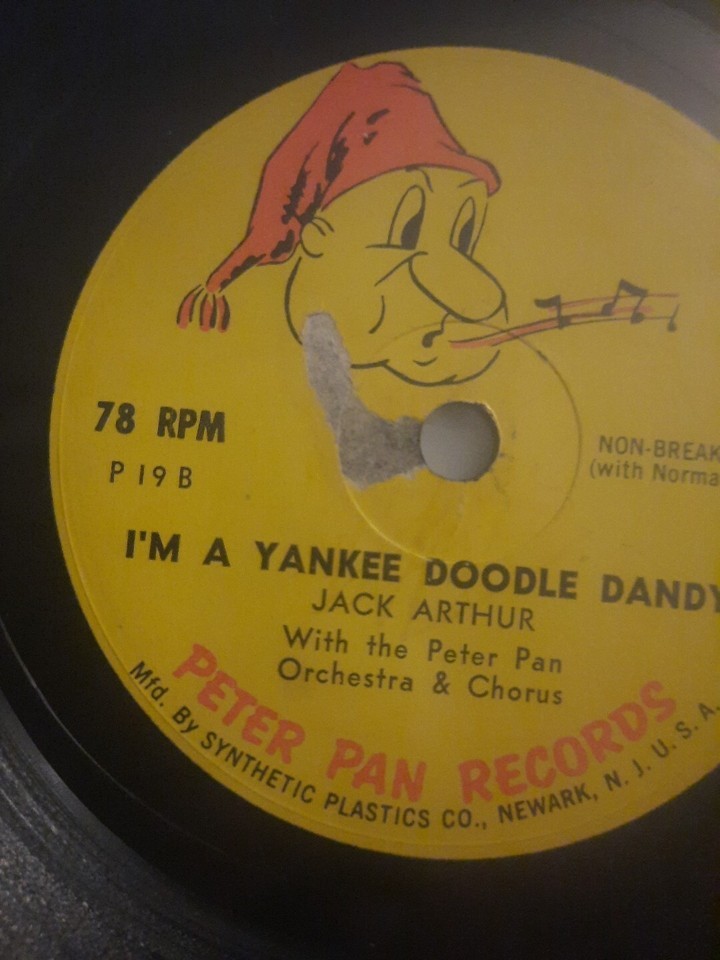 78 RPM
P 19 B
NON-BREAK
(with Norma
I'M A YANKEE DOODLE DANDY
JACK ARTHUR
With the Peter Pan
Orchestra & Chorus
PETER PAN RECORDS
Mfd. By SYNTHETIC PLASTICS CO., NEWARK, N. J. U. S. A.